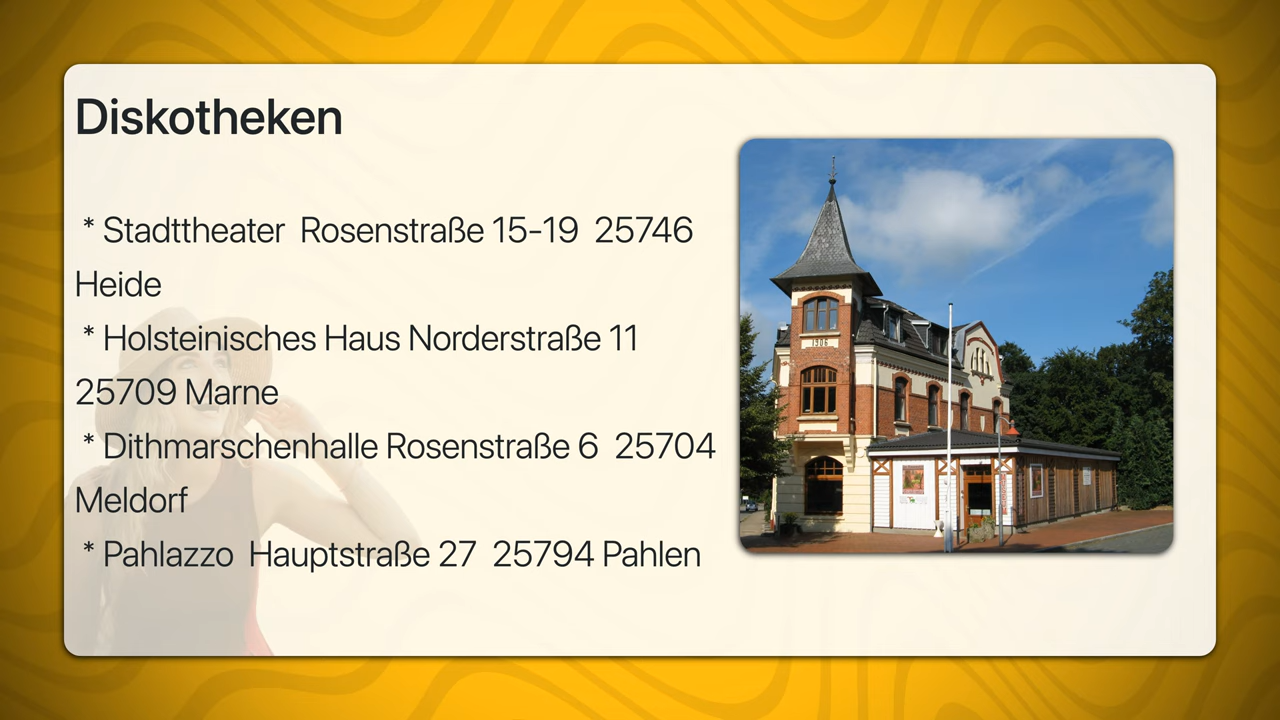 Diskotheken
* Stadttheater  Rosenstraße 15-19  25746
Heide
* Holsteinisches Haus Norderstraße 11
25709 Marne
* Dithmarschenhalle Rosenstraße 6  25704
Meldorf
* Pahlazzo  Hauptstraße 27  25794 Pahlen
1906